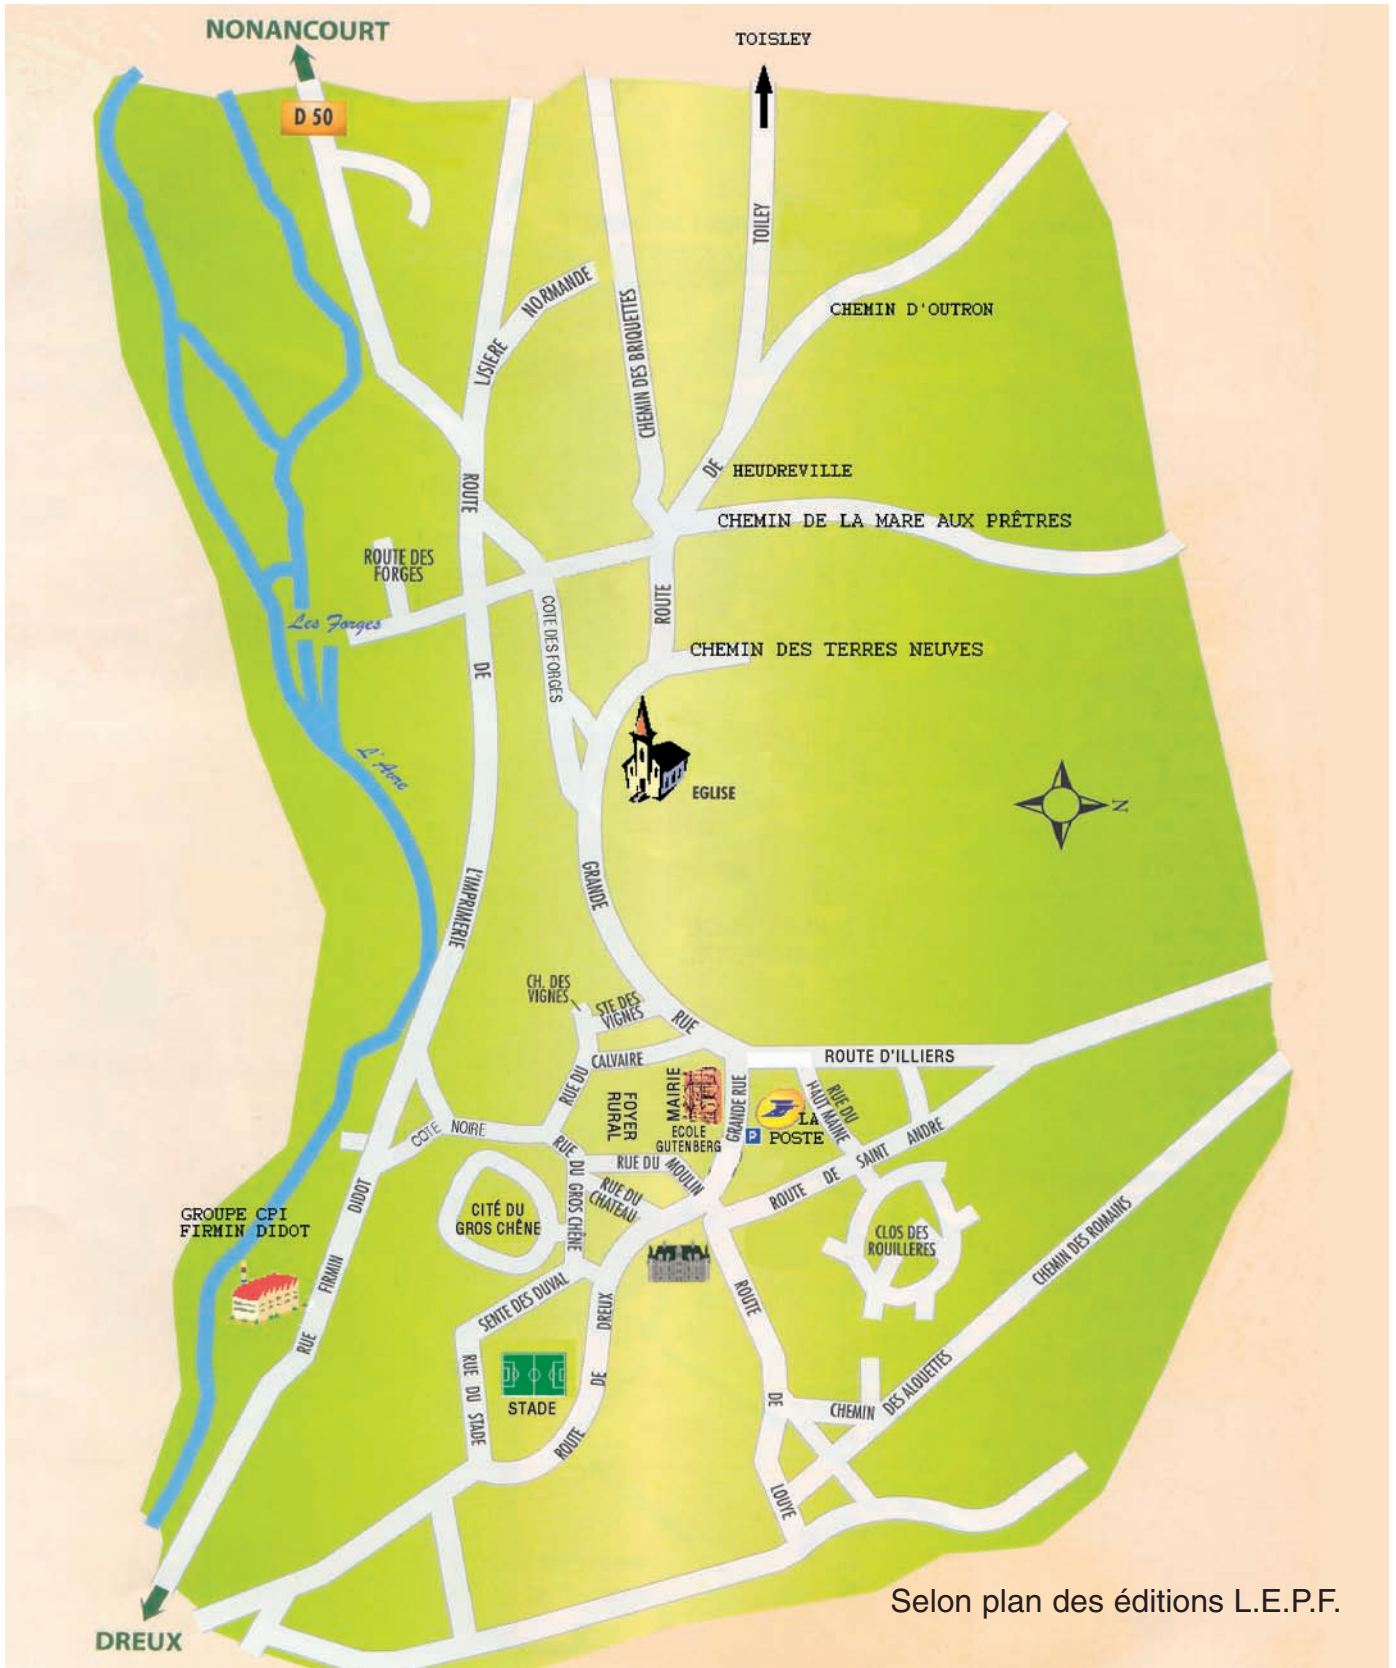 NONANCOURT
TOISLEY
D 50
TOILEY
LISIERE NORMANDE
CHEMIN DES BRIQUETTES
CHEMIN D'OUTRON
DE
HEUDREVILLE
ROUTE
CHEMIN DE LA MARE AUX PRÊTRES
ROUTE DES
FORGES
Les Forges
COTE DES FORGES
ROUTE
CHEMIN DES TERRES NEUVES
DE
L'Avre
EGLISE
N
L'IMPRIMERIE
GRANDE
CH. DES
VIGNES
STE DES
VIGNES
RUE
ROUTE D'ILLIERS
RUE DU CALVAIRE
MAIRIE
GRANDE RUE
RUE DU
HAUT MAINE
FOYER
RURAL
ECOLE
GUTENBERG
P
LA
POSTE
COTE NOIRE
RUE DU GROS CHÊNE
RUE DU MOULIN
ROUTE DE SAINT ANDRE
RUE DU
CHATEAU
CITÉ DU
GROS CHÊNE
CLOS DES
ROUILLERES
CHEMIN DES ROMAINS
GROUPE CPI
FIRMIN DIDOT
RUE FIRMIN DIDOT
SENTE DES DUVAL
ROUTE DE DREUX
ROUTE DE LOUYE
RUE DU STADE
STADE
CHEMIN DES ALOUETTES
Selon plan des éditions L.E.P.F.
DREUX